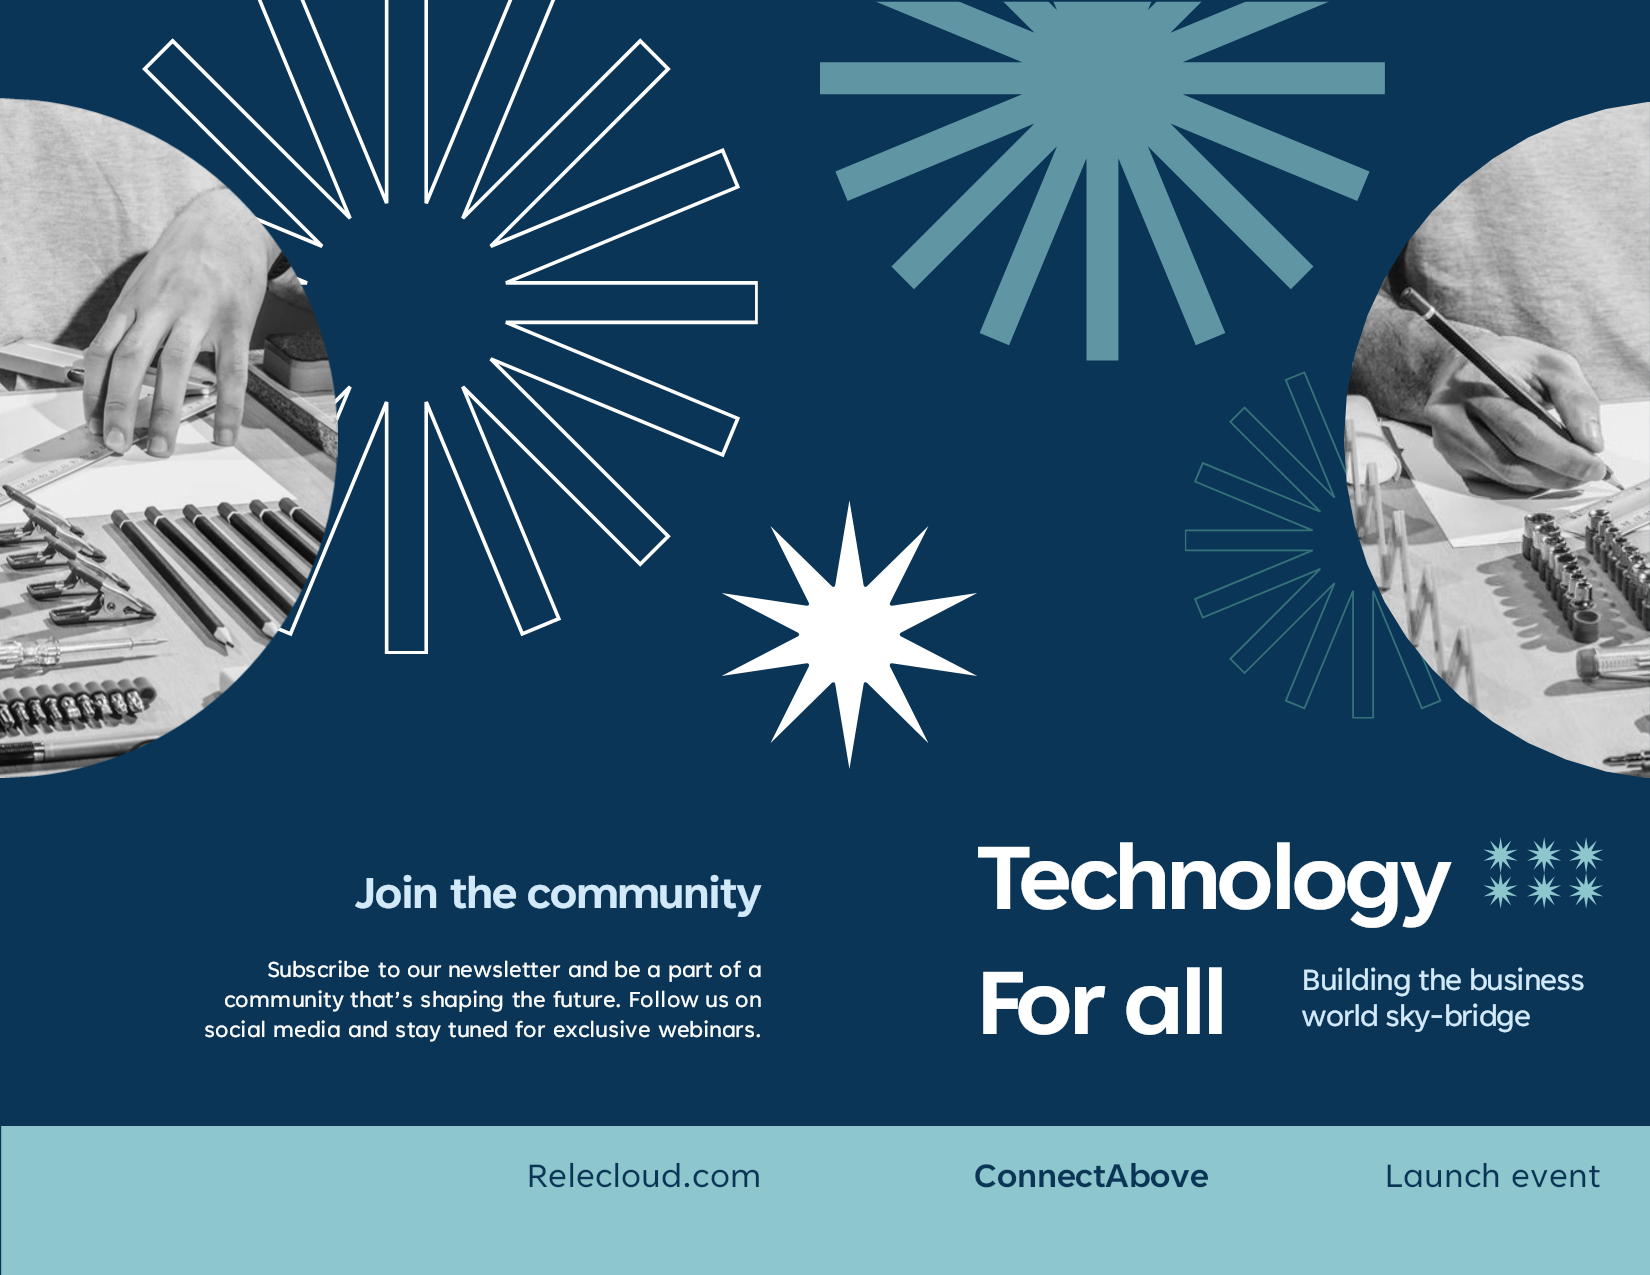 Join the community
Subscribe to our newsletter and be a part of a
community that's shaping the future. Follow us on
social media and stay tuned for exclusive webinars.
Relecloud.com
Technology
For all
Building the business
world sky-bridge
ConnectAbove
Launch event